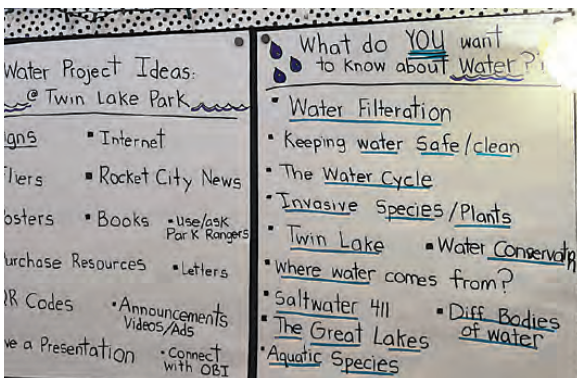 Water Project Ideas:
@ Twin Lake Park
▪ Internet
▪ Rocket City News
▪ Books
▪ Use/ask
Park Rangers
Resources
▪ Letters
Codes
▪ Announcements
Videos/Ads
a Presentation
▪ Connect
with OBI
What do YOU want
to know about Water?
▪ Water Filteration
▪ Keeping water Safe/clean
▪ The Water Cycle
▪ Invasive Species/Plants
▪ Twin Lake
▪ Water
▪ Where water comes from?
▪ Saltwater 411
▪ Diff Bodies
of water
▪ The Great Lakes
▪ Aquatic Species